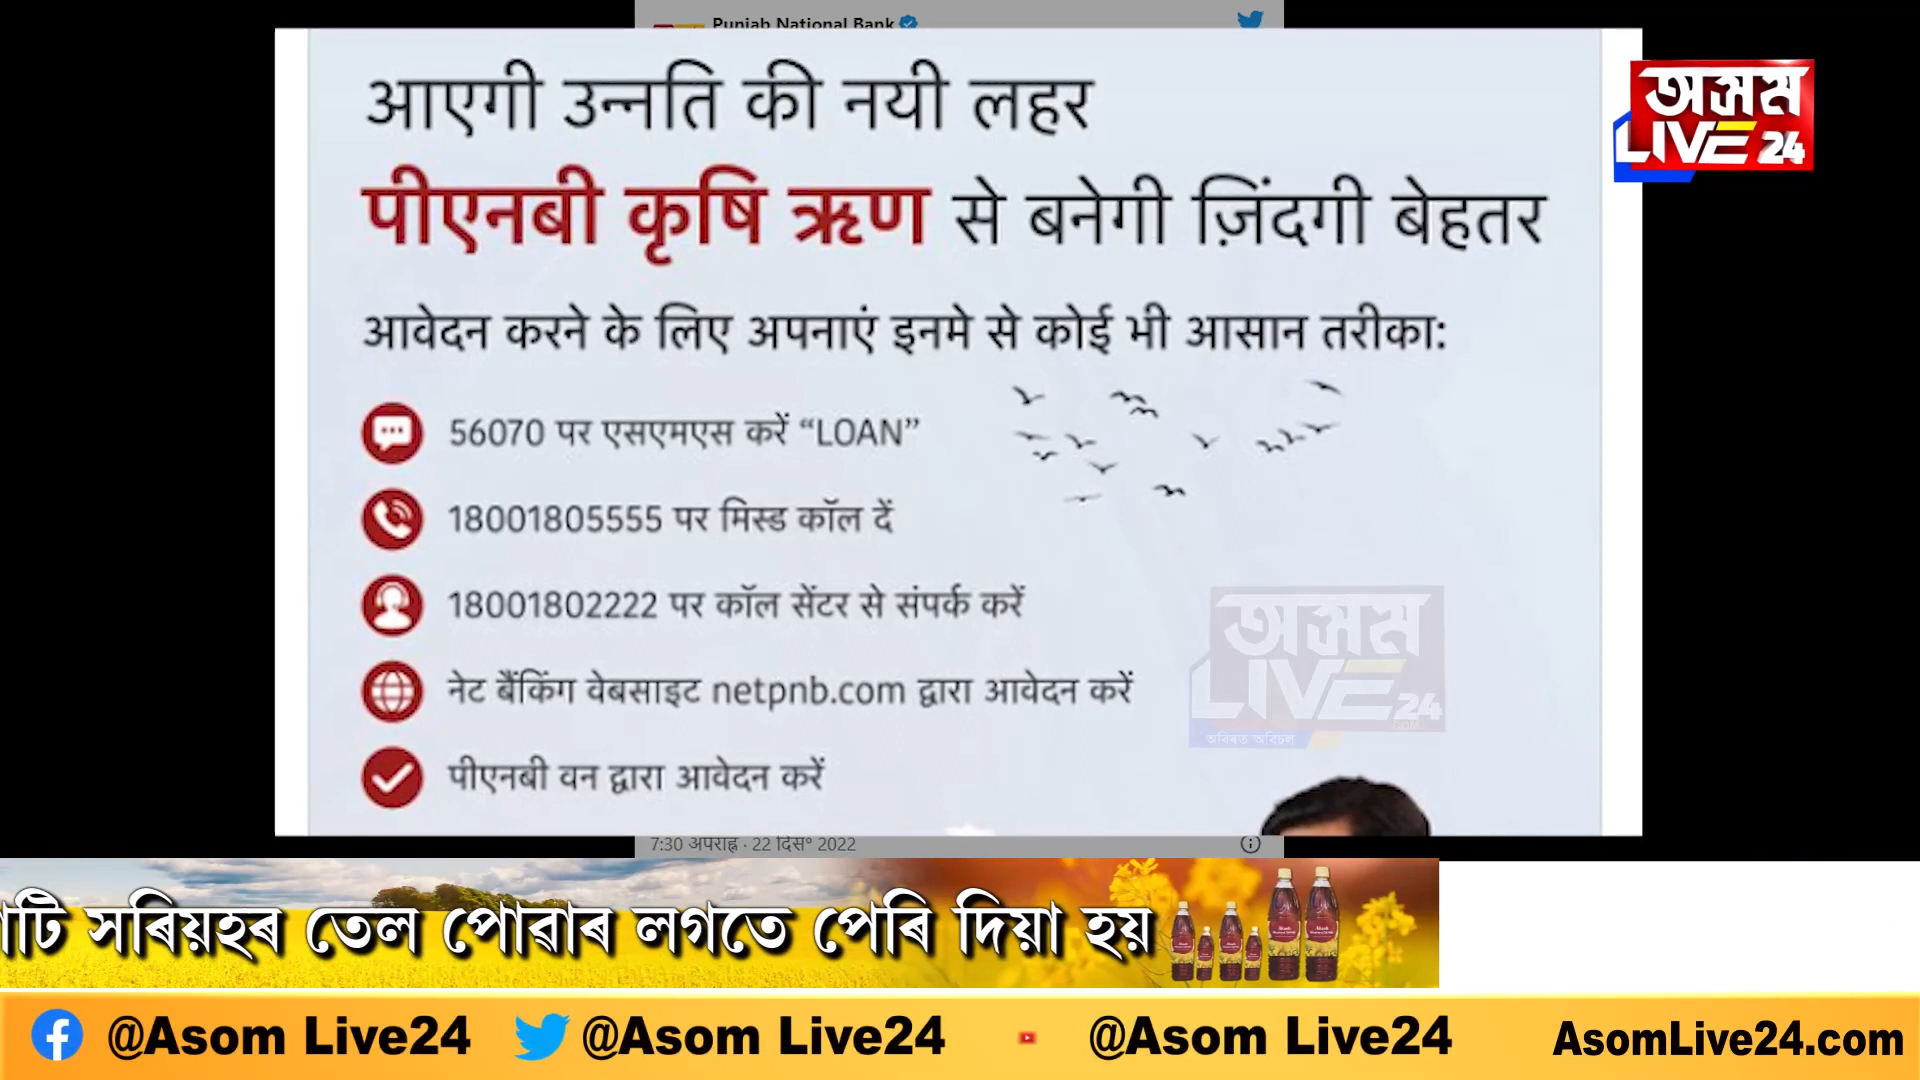 Punjab National Bank
आएगी उन्नति की नयी लहर
पीएनबी कृषि ऋण से बनेगी ज़िंदगी बेहतर
आवेदन करने के लिए अपनाएं इनमे से कोई भी आसान तरीका:
56070 पर एसएमएस करें “LOAN”
18001805555 पर मिस्ड कॉल दें
18001802222 पर कॉल सेंटर से संपर्क करें
नेट बैंकिंग वेबसाइट netpnb.com द्वारा आवेदन करें
पीएनबी वन द्वारा आवेदन करें
অসম
LIVE 24
অসম
LIVE 24
অবিৰত অবিচল
7:30 अपराह्न · 22 दिस॰ 2022
সৰিয়হৰ তেল পোৱাৰ লগতে পেৰি দিয়া হয়
@Asom Live24 @Asom Live24 @Asom Live24 AsomLive24.com